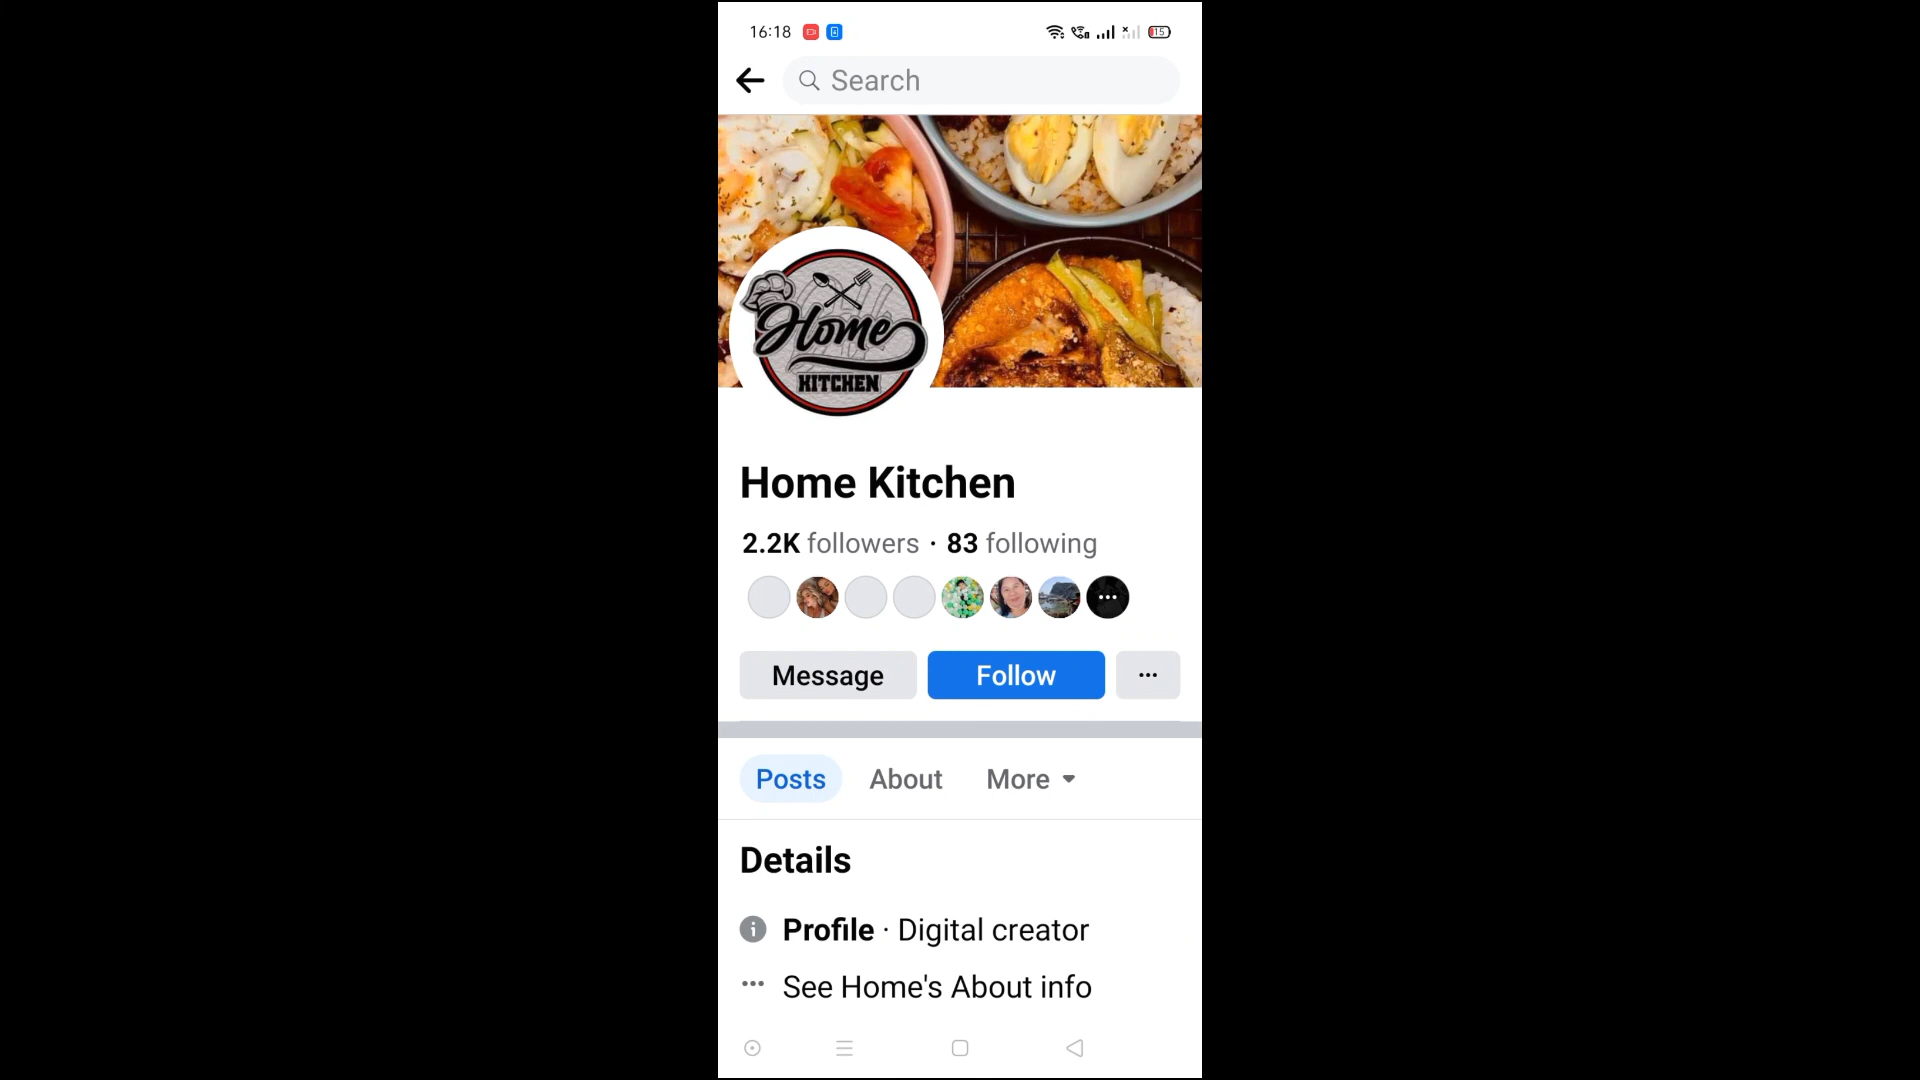 16:18
15
Search
Home
KITCHEN
Home Kitchen
2.2K followers · 83 following
Message
Follow
Posts
About
More
Details
Profile · Digital creator
See Home's About info